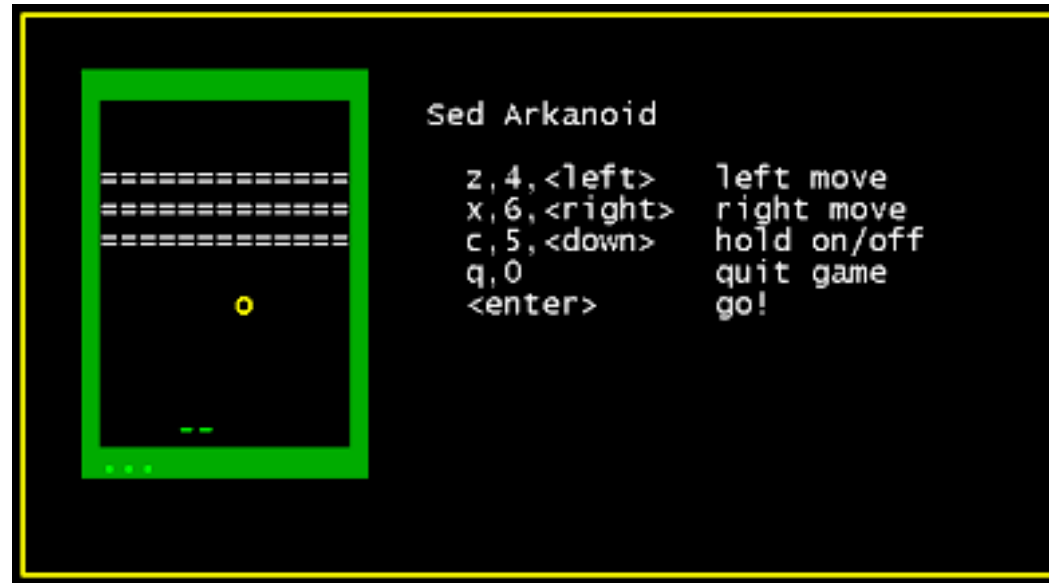 Sed Arkanoid
z,4,<left> left move
x,6,<right> right move
c,5,<down> hold on/off
q,0 quit game
<enter> go!
=============
=============
=============
o
--
...